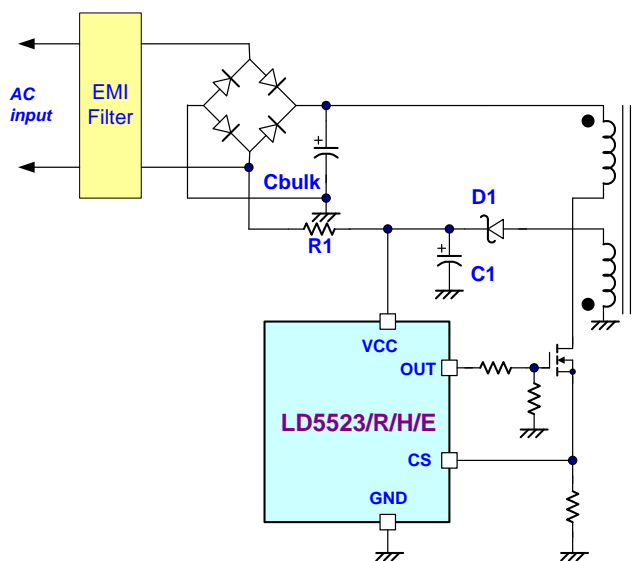 AC
input
EMI
Filter
+
Cbulk
R1
D1
+
C1
VCC
OUT
LD5523/R/H/E
CS
GND